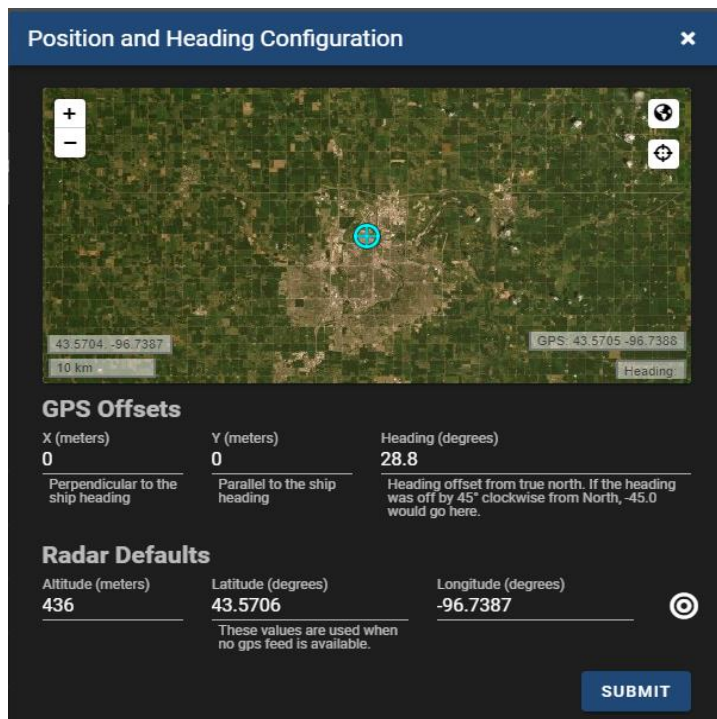 Position and Heading Configuration ×
+
−
43.5704, -96.7387
GPS: 43.5705 -96.7388
10 km
Heading:
GPS Offsets
X (meters) Y (meters) Heading (degrees)
0 0 28.8
Perpendicular to the ship heading
Parallel to the ship heading
Heading offset from true north. If the heading
was off by 45° clockwise from North, -45.0
would go here.
Radar Defaults
Altitude (meters) Latitude (degrees) Longitude (degrees)
436 43.5706 -96.7387
These values are used when
no gps feed is available.
SUBMIT